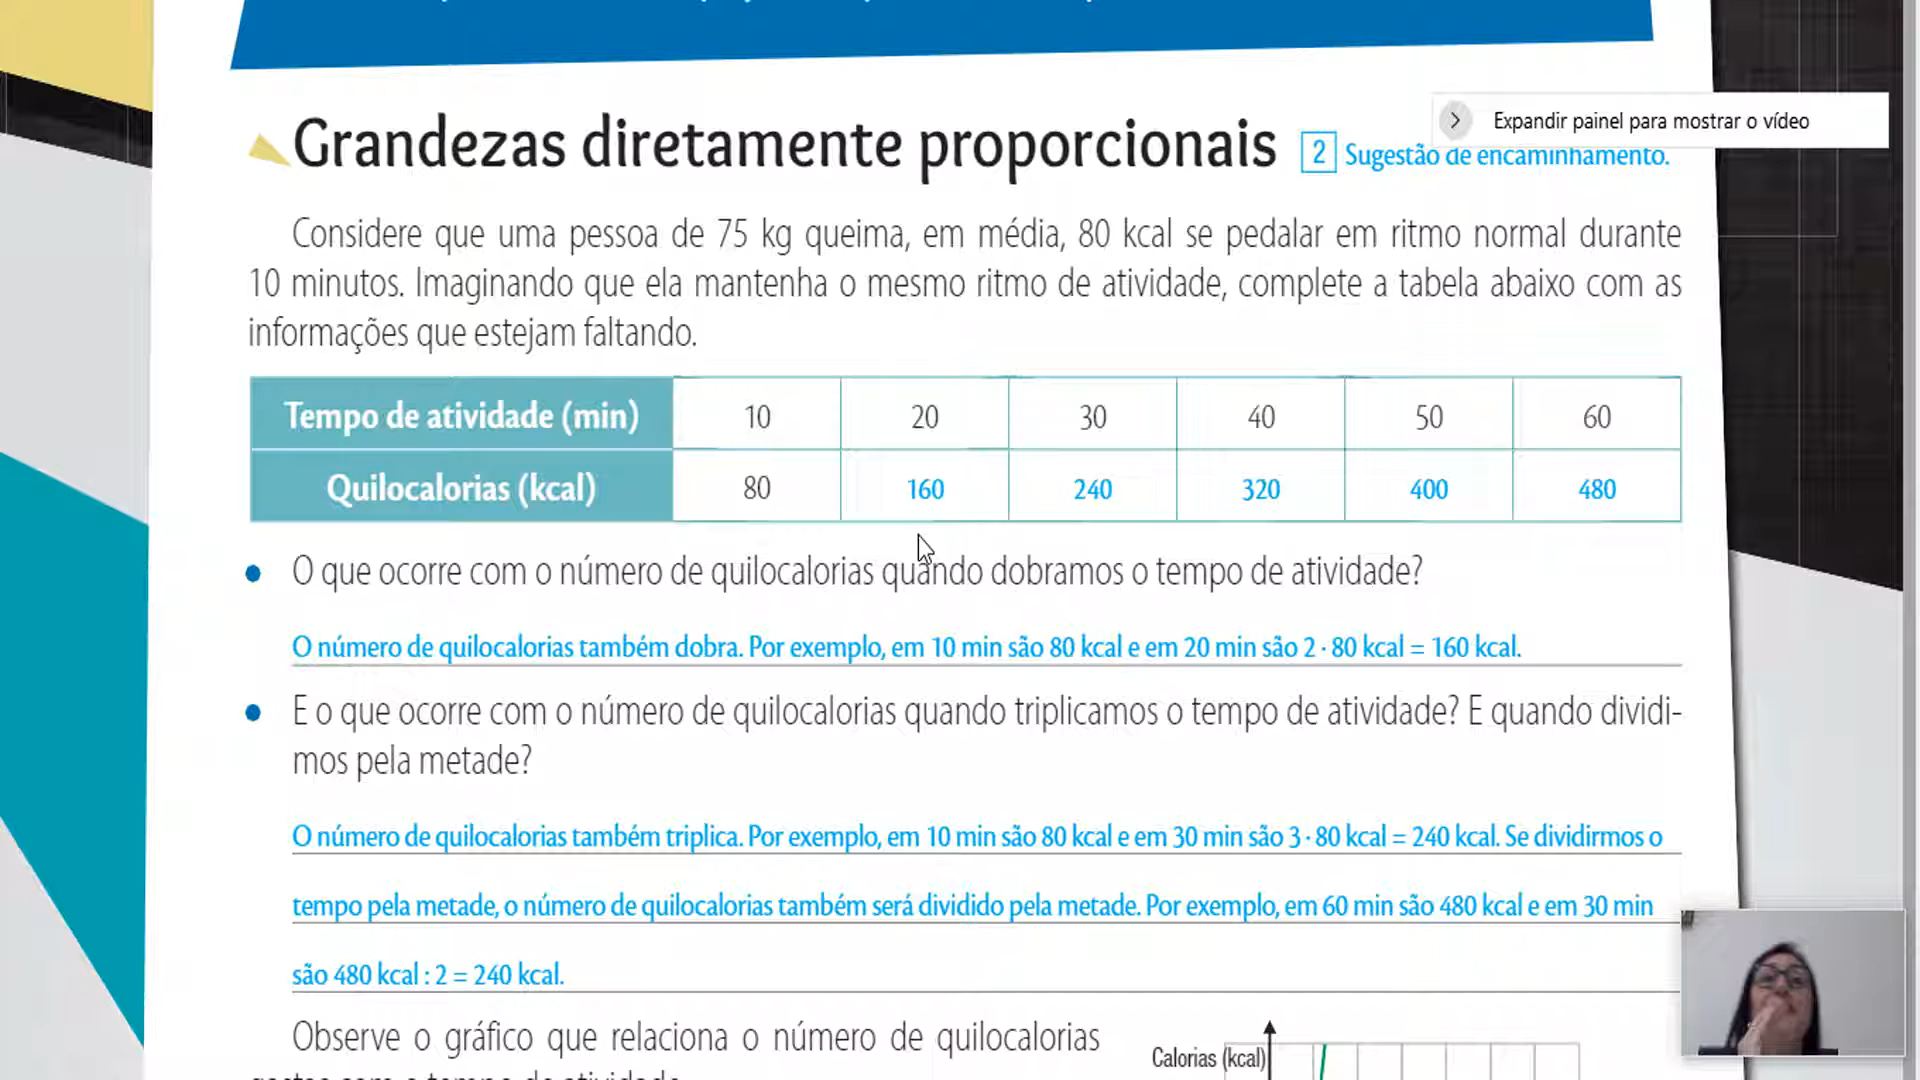 Expandir painel para mostrar o vídeo
Grandezas diretamente proporcionais
2 Sugestão de encaminhamento.
Considere que uma pessoa de 75 kg queima, em média, 80 kcal se pedalar em ritmo normal durante
10 minutos. Imaginando que ela mantenha o mesmo ritmo de atividade, complete a tabela abaixo com as
informações que estejam faltando.
Tempo de atividade (min) 10 20 30 40 50 60
Quilocalorias (kcal) 80 160 240 320 400 480
• O que ocorre com o número de quilocalorias quando dobramos o tempo de atividade?
O número de quilocalorias também dobra. Por exemplo, em 10 min são 80 kcal e em 20 min são 2 · 80 kcal = 160 kcal.
• E o que ocorre com o número de quilocalorias quando triplicamos o tempo de atividade? E quando dividi-
mos pela metade?
O número de quilocalorias também triplica. Por exemplo, em 10 min são 80 kcal e em 30 min são 3 · 80 kcal = 240 kcal. Se dividirmos o
tempo pela metade, o número de quilocalorias também será dividido pela metade. Por exemplo, em 60 min são 480 kcal e em 30 min
são 480 kcal : 2 = 240 kcal.
Observe o gráfico que relaciona o número de quilocalorias
Calorias (kcal)